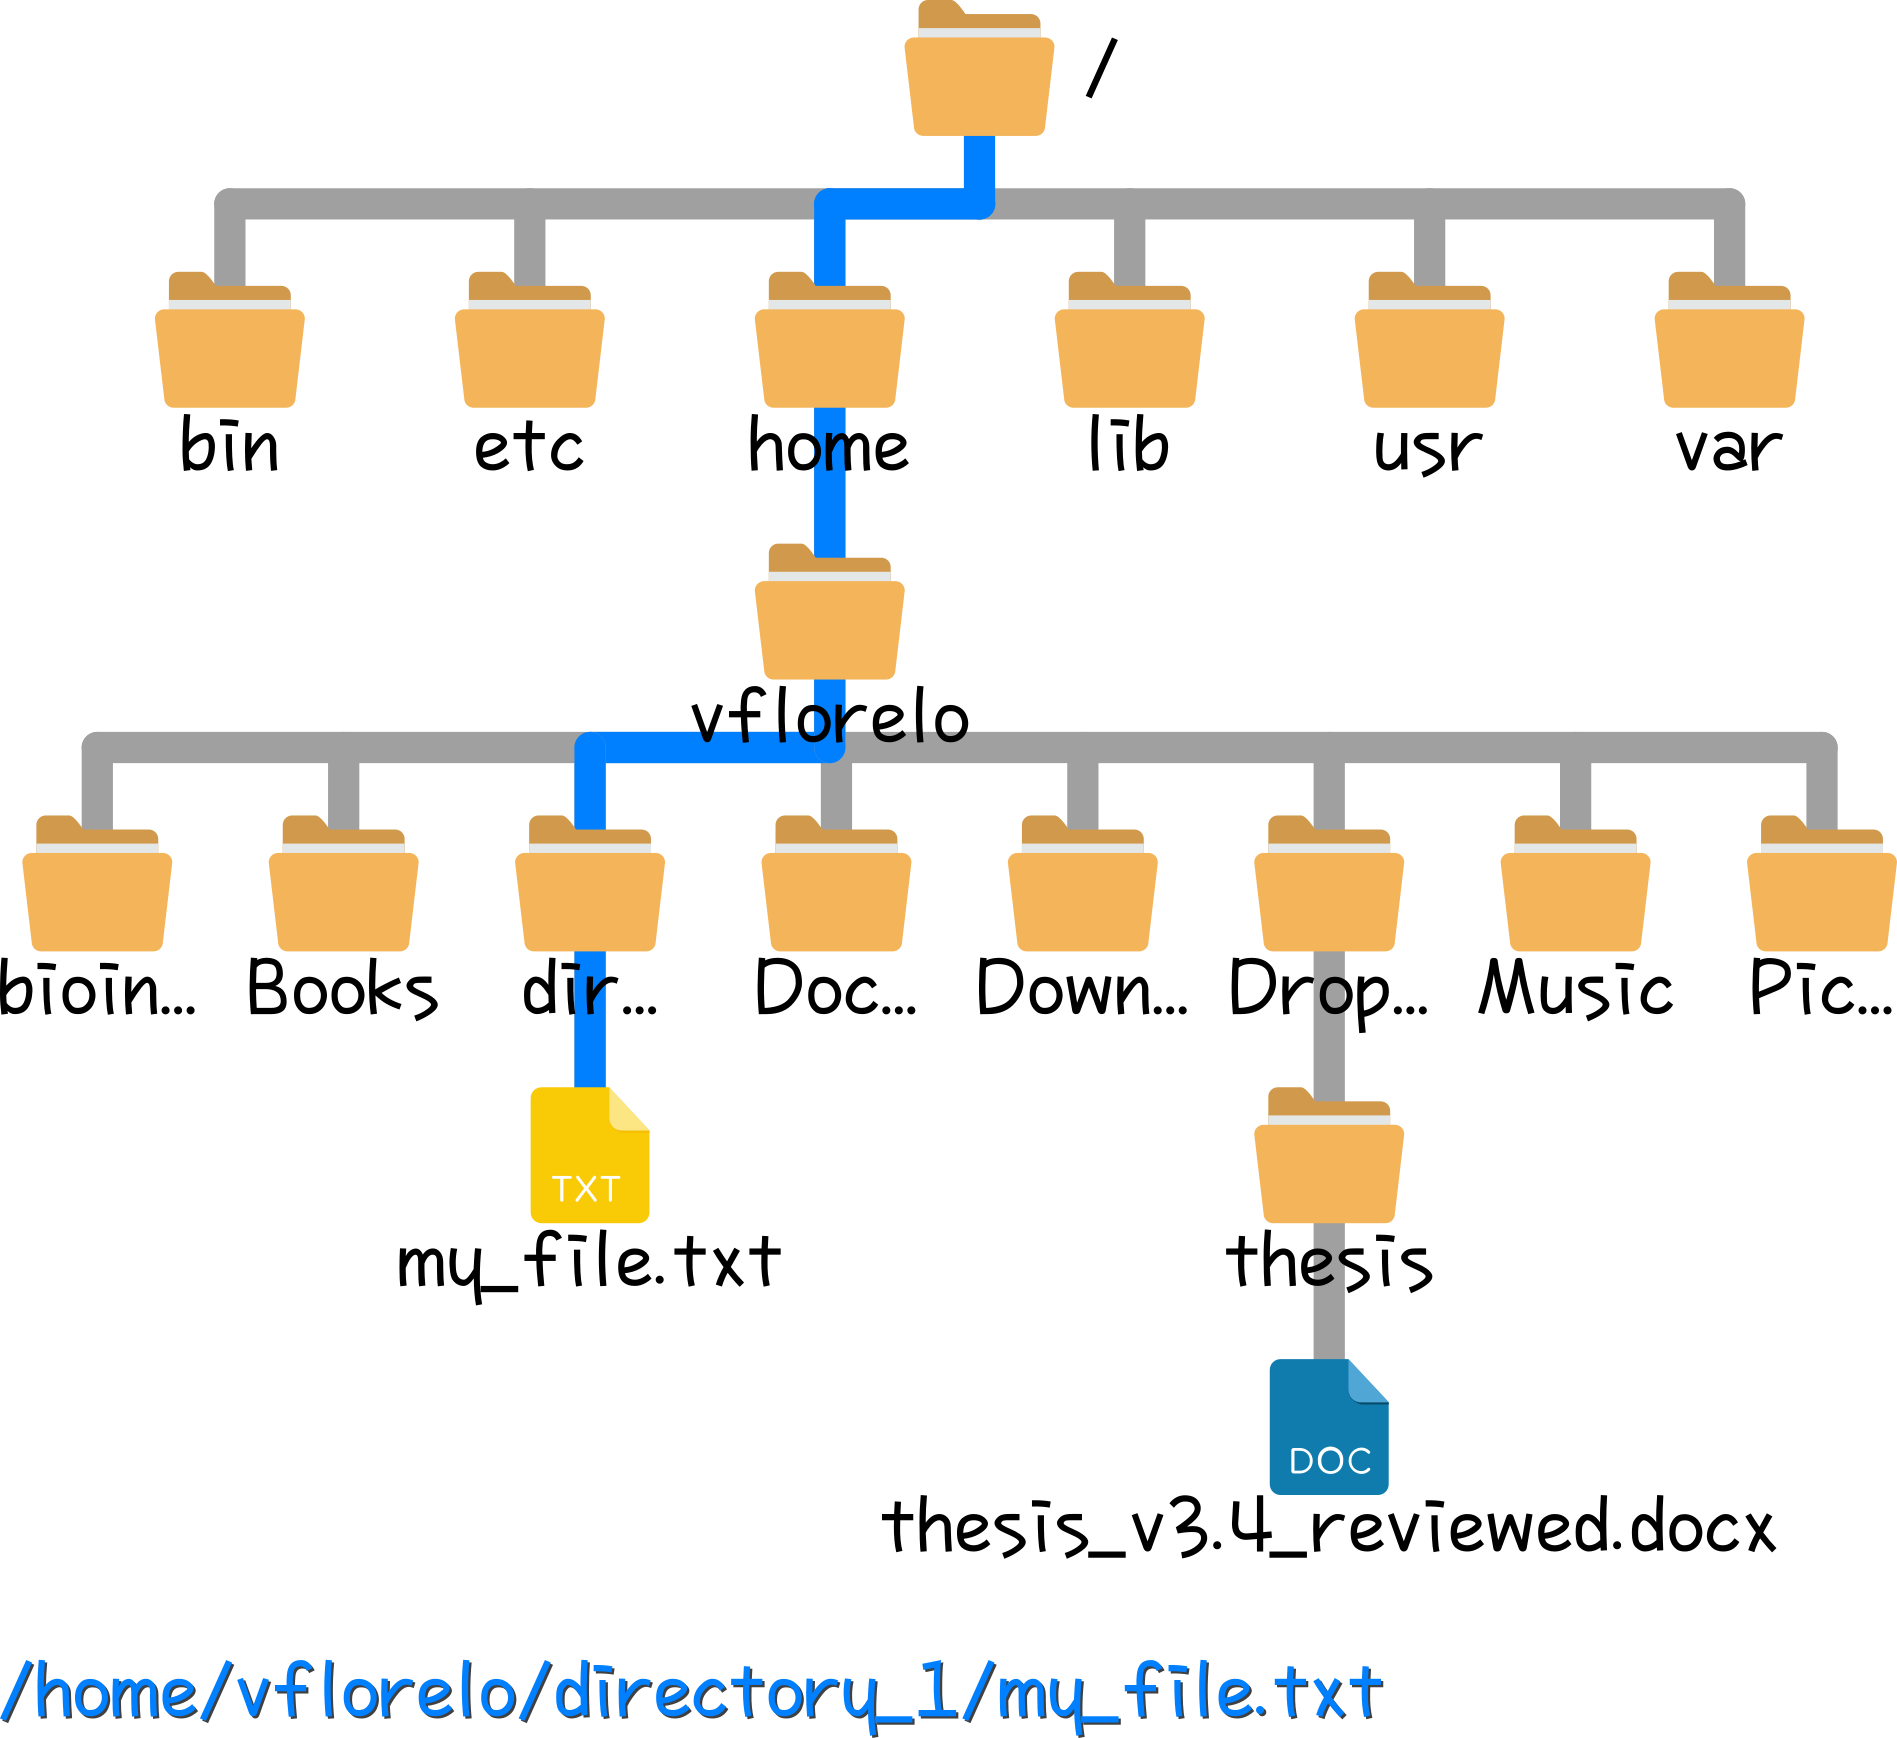 /
bin etc home lib usr var
vflorelo
bioin... Books dir... Doc... Down... Drop... Music Pic...
TXT
my_file.txt thesis
DOC
thesis_v3.4_reviewed.docx
/home/vflorelo/directory_1/my_file.txt